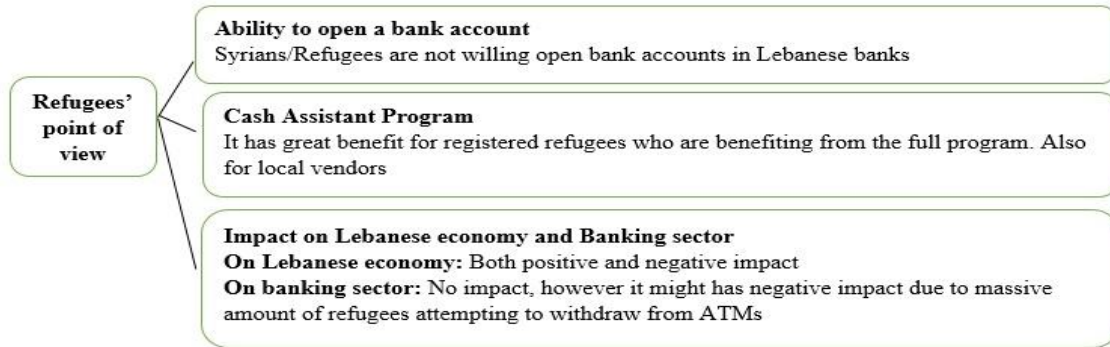 Refugees’
point of
view
Ability to open a bank account
Syrians/Refugees are not willing open bank accounts in Lebanese banks
Cash Assistant Program
It has great benefit for registered refugees who are benefiting from the full program. Also
for local vendors
Impact on Lebanese economy and Banking sector
On Lebanese economy: Both positive and negative impact
On banking sector: No impact, however it might has negative impact due to massive
amount of refugees attempting to withdraw from ATMs